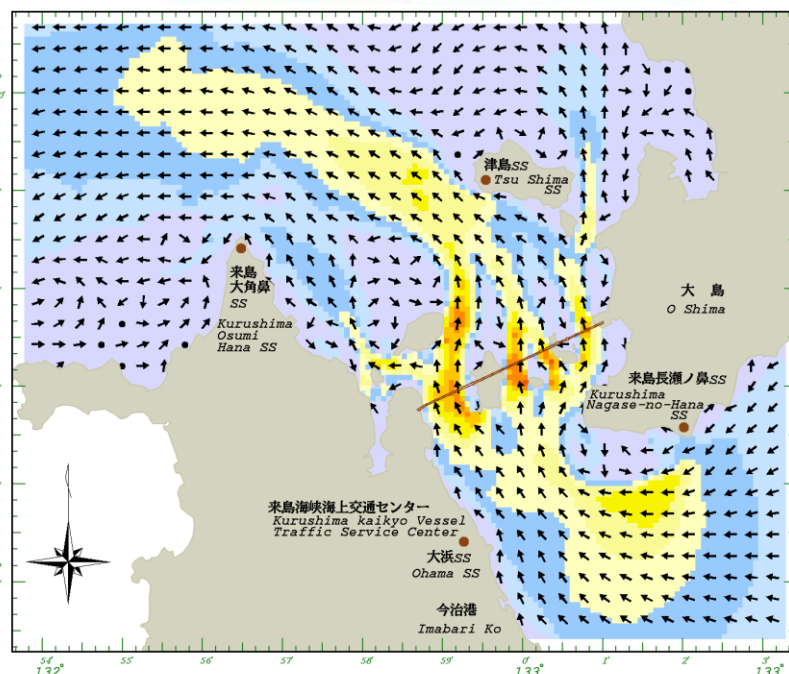 津島SS
Tsu Shima
SS
来島
大角鼻
SS
Kurushima
Osumi
Hana SS
大 島
O Shima
来島長瀬ノ鼻SS
Kurushima
Nagase-no-Hana
SS
来島海峡海上交通センター
Kurushima kaikyo Vessel
Traffic Service Center
大浜SS
Ohama SS
今治港
Imabari Ko
54' 55' 56' 57' 58' 59' 0' 1' 2' 3'
132° 133° 133°